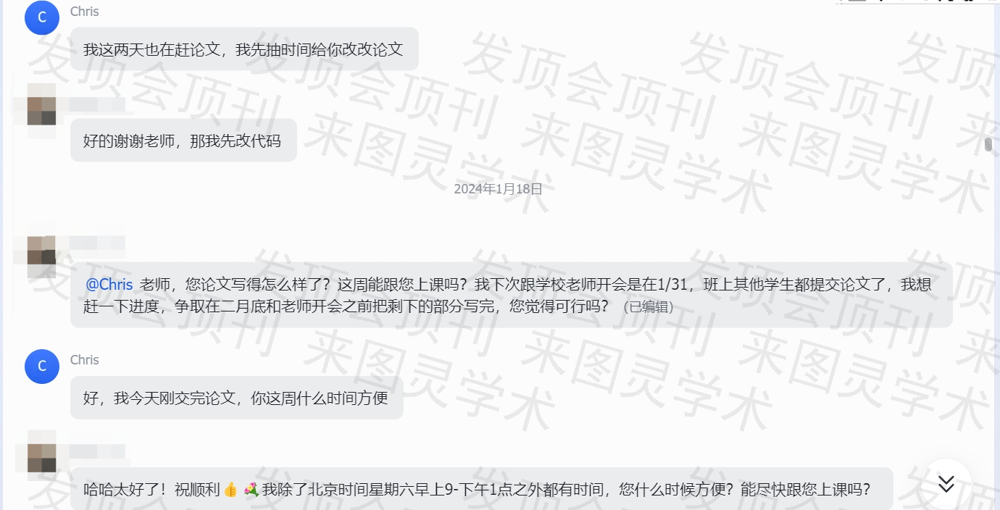 C
Chris
我这两天也在赶论文，我先抽时间给你改改论文
好的谢谢老师，那我先改代码
2024年1月18日
@Chris 老师，您论文写得怎么样了？这周能跟您上课吗？我下次跟学校老师开会是在1/31，班上其他学生都提交论文了，我想
赶一下进度，争取在二月底和老师开会之前把剩下的部分写完，您觉得可行吗？（已编辑）
C
Chris
好，我今天刚交完论文，你这周什么时间方便
哈哈太好了！祝顺利👍 💐我除了北京时间星期六早上9-下午1点之外都有时间，您什么时候方便？能尽快跟您上课吗？
发顶会顶刊
来图灵学术